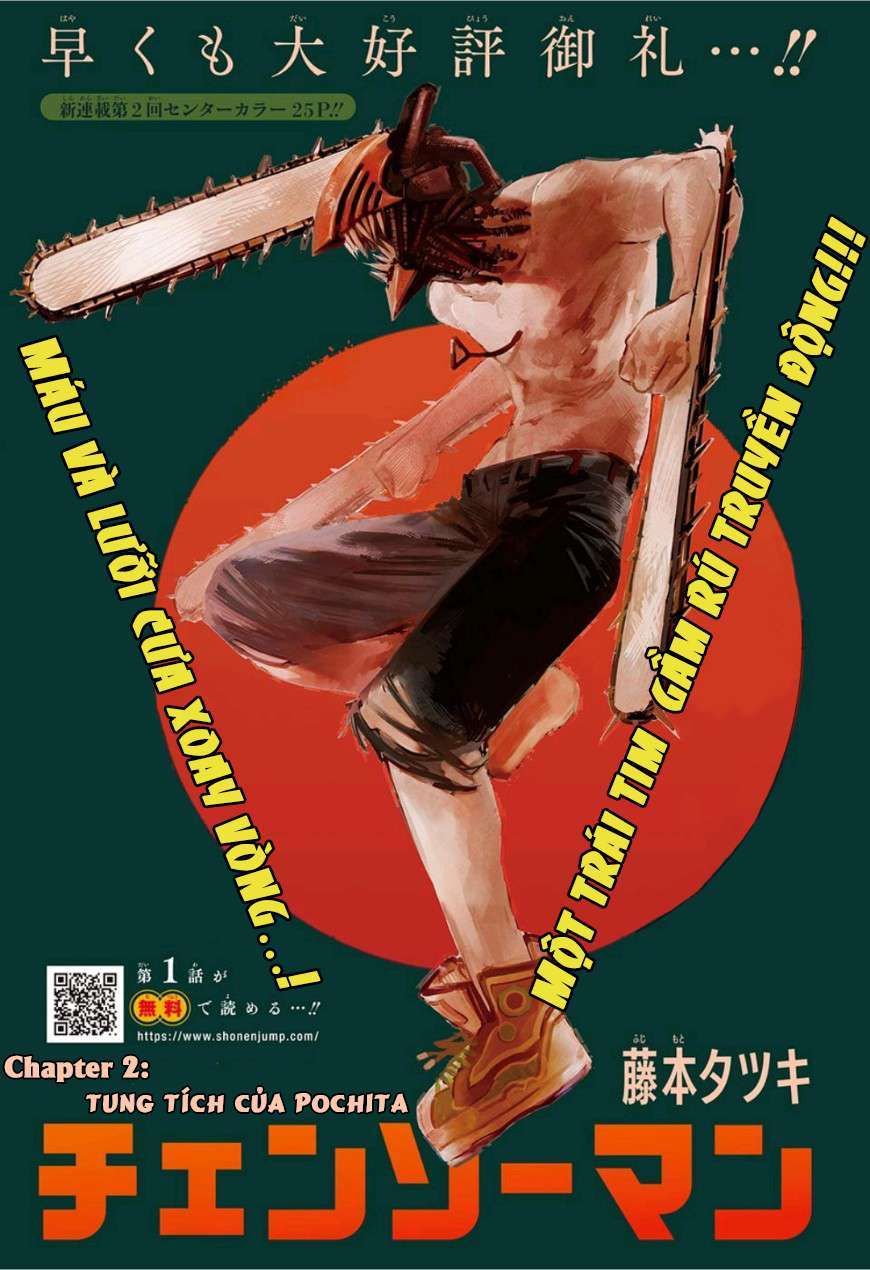 早くも大好評御礼…!!
新連載第2回センターカラー25P!!
MÁU VÀ LƯỠI CƯA XOAY VÒNG...!
MỘT TRÁI TIM GẦM RÚ TRUYỀN ĐỘNG!!!
第1話が
無料で読める…!!
https://www.shonenjump.com/
Chapter 2:
TUNG TÍCH CỦA POCHITA
藤本タツキ
チェンソーマン